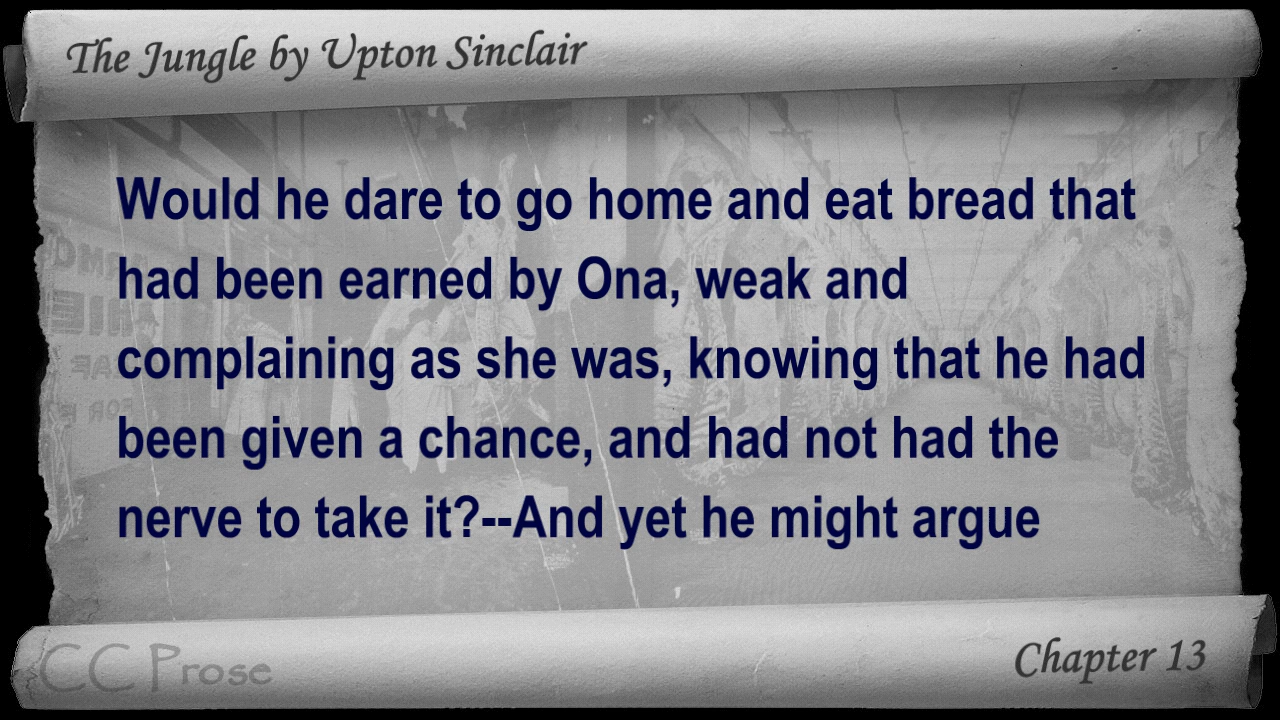 The Jungle by Upton Sinclair
Would he dare to go home and eat bread that
had been earned by Ona, weak and
complaining as she was, knowing that he had
been given a chance, and had not had the
nerve to take it?--And yet he might argue
CC Prose
Chapter 13